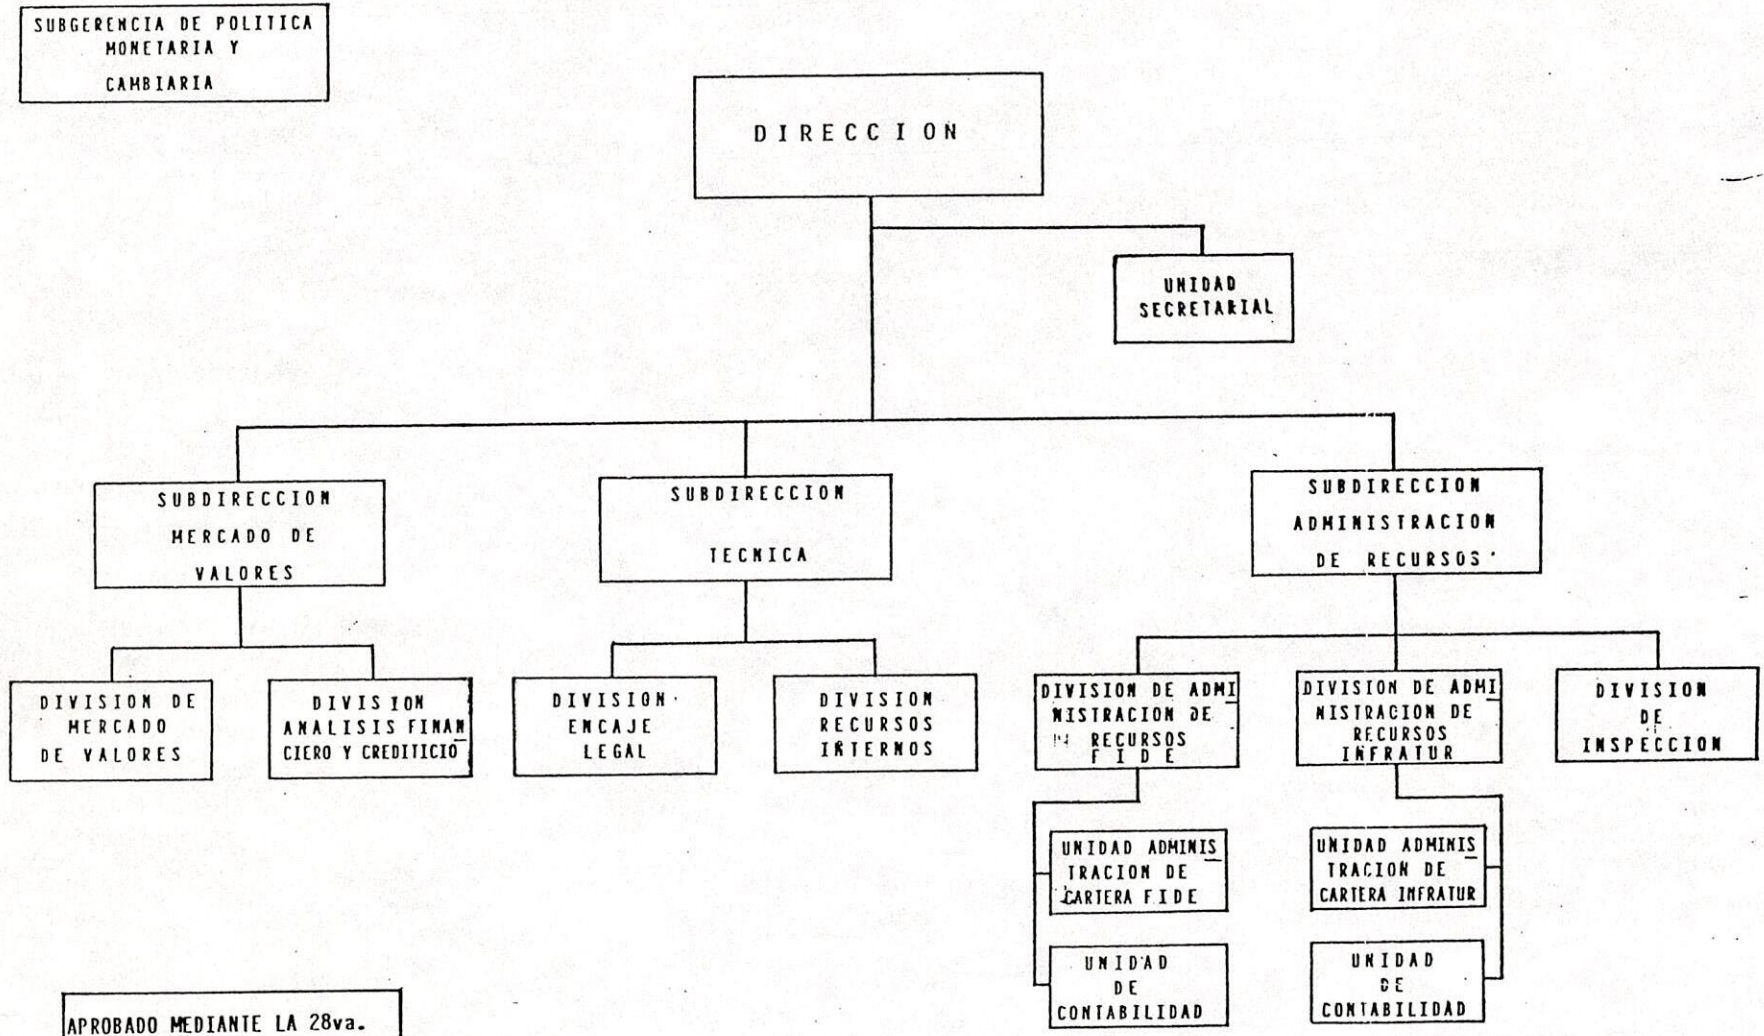 SUBGERENCIA DE POLITICA
MONETARIA Y
CAMBIARIA
DIRECCION
UNIDAD
SECRETARIAL
SUBDIRECCION
MERCADO DE
VALORES
SUBDIRECCION
TECNICA
SUBDIRECCION
ADMINISTRACION
DE RECURSOS
DIVISION DE
MERCADO
DE VALORES
DIVISION
ANALISIS FINAN
CIERO Y CREDITICIO
DIVISION
ENCAJE
LEGAL
DIVISION
RECURSOS
INTERNOS
DIVISION DE ADMI
NISTRACION DE
RECURSOS
FIDE
DIVISION DE ADMI
NISTRACION DE
RECURSOS
INFRATUR
DIVISION
DE
INSPECCION
UNIDAD ADMINIS
TRACION DE
CARTERA FIDE
UNIDAD
DE
CONTABILIDAD
UNIDAD ADMINIS
TRACION DE
CARTERA INFRATUR
UNIDAD
DE
CONTABILIDAD
APROBADO MEDIANTE LA 28va.